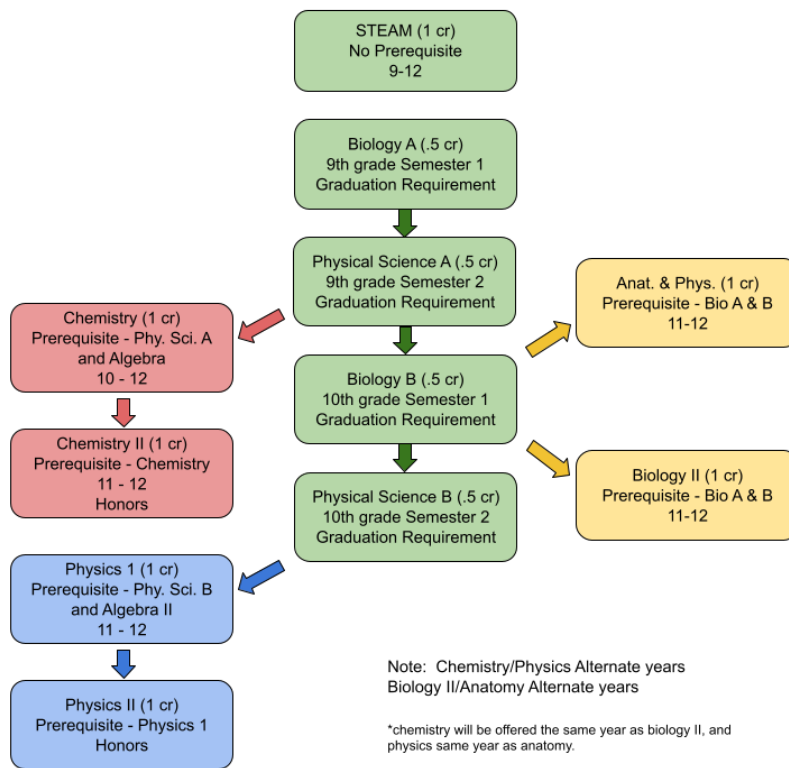 STEAM (1 cr)
No Prerequisite
9-12
Biology A (.5 cr)
9th grade Semester 1
Graduation Requirement
Physical Science A (.5 cr)
9th grade Semester 2
Graduation Requirement
Anat. & Phys. (1 cr)
Prerequisite - Bio A & B
11-12
Chemistry (1 cr)
Prerequisite - Phy. Sci. A
and Algebra
10 - 12
Biology B (.5 cr)
10th grade Semester 1
Graduation Requirement
Chemistry II (1 cr)
Prerequisite - Chemistry
11 - 12
Honors
Biology II (1 cr)
Prerequisite - Bio A & B
11-12
Physical Science B (.5 cr)
10th grade Semester 2
Graduation Requirement
Physics 1 (1 cr)
Prerequisite - Phy. Sci. B
and Algebra II
11 - 12
Physics II (1 cr)
Prerequisite - Physics 1
Honors
Note: Chemistry/Physics Alternate years
Biology II/Anatomy Alternate years
*chemistry will be offered the same year as biology II, and
physics same year as anatomy.